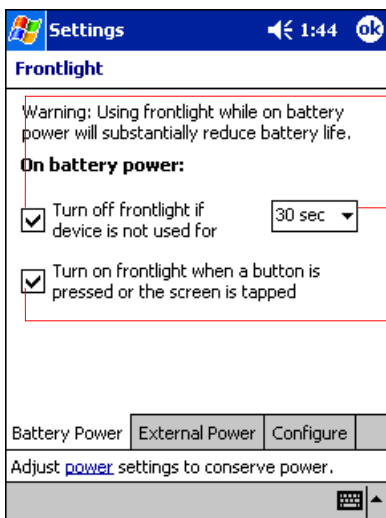 Settings 1:44 ok
Frontlight
Warning: Using frontlight while on battery
power will substantially reduce battery life.
On battery power:
Turn off frontlight if
device is not used for
30 sec
Turn on frontlight when a button is
pressed or the screen is tapped
Battery Power External Power Configure
Adjust power settings to conserve power.